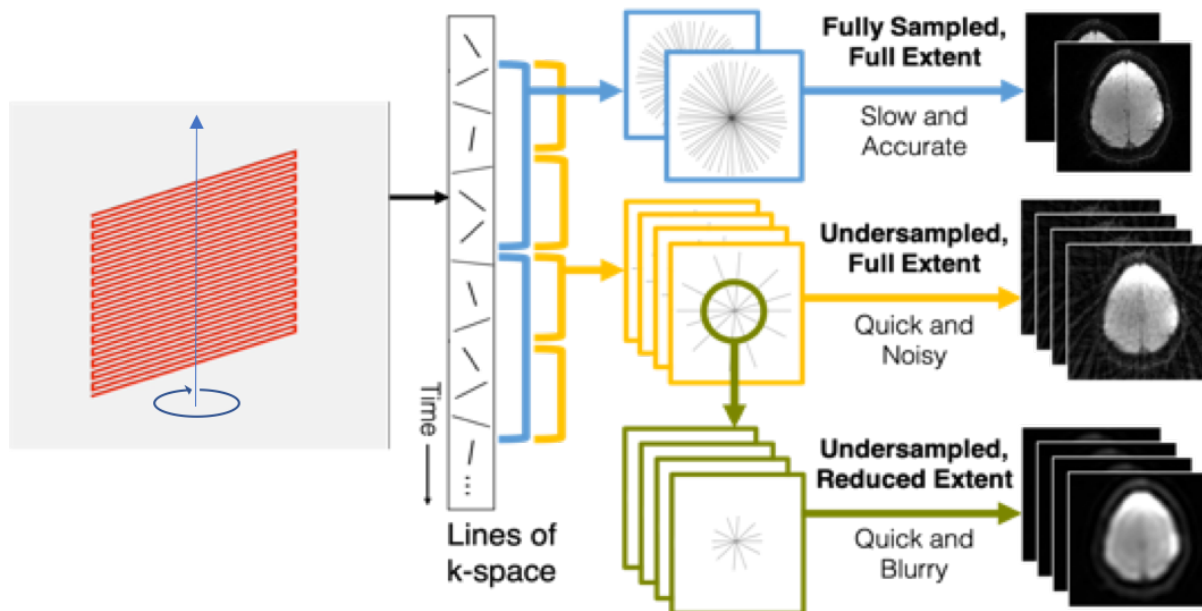 Fully Sampled,
Full Extent
Slow and
Accurate
Undersampled,
Full Extent
Quick and
Noisy
Undersampled,
Reduced Extent
Quick and
Blurry
Time
...
Lines of
k-space